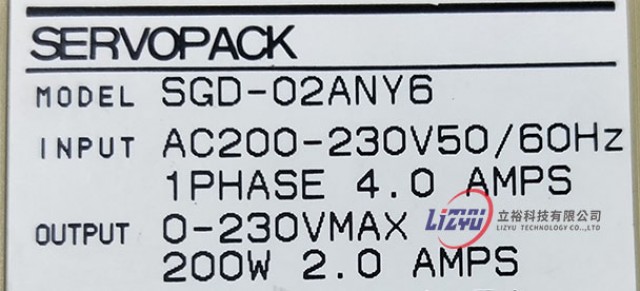 SERVOPACK
MODEL SGD-02ANY6
INPUT AC200-230V50/60Hz
1PHASE 4.0 AMPS
LIZYU 立裕科技有限公司
LIZYU TECHNOLOGY CO.,LTD
OUTPUT 0-230VMAX
200W 2.0 AMPS